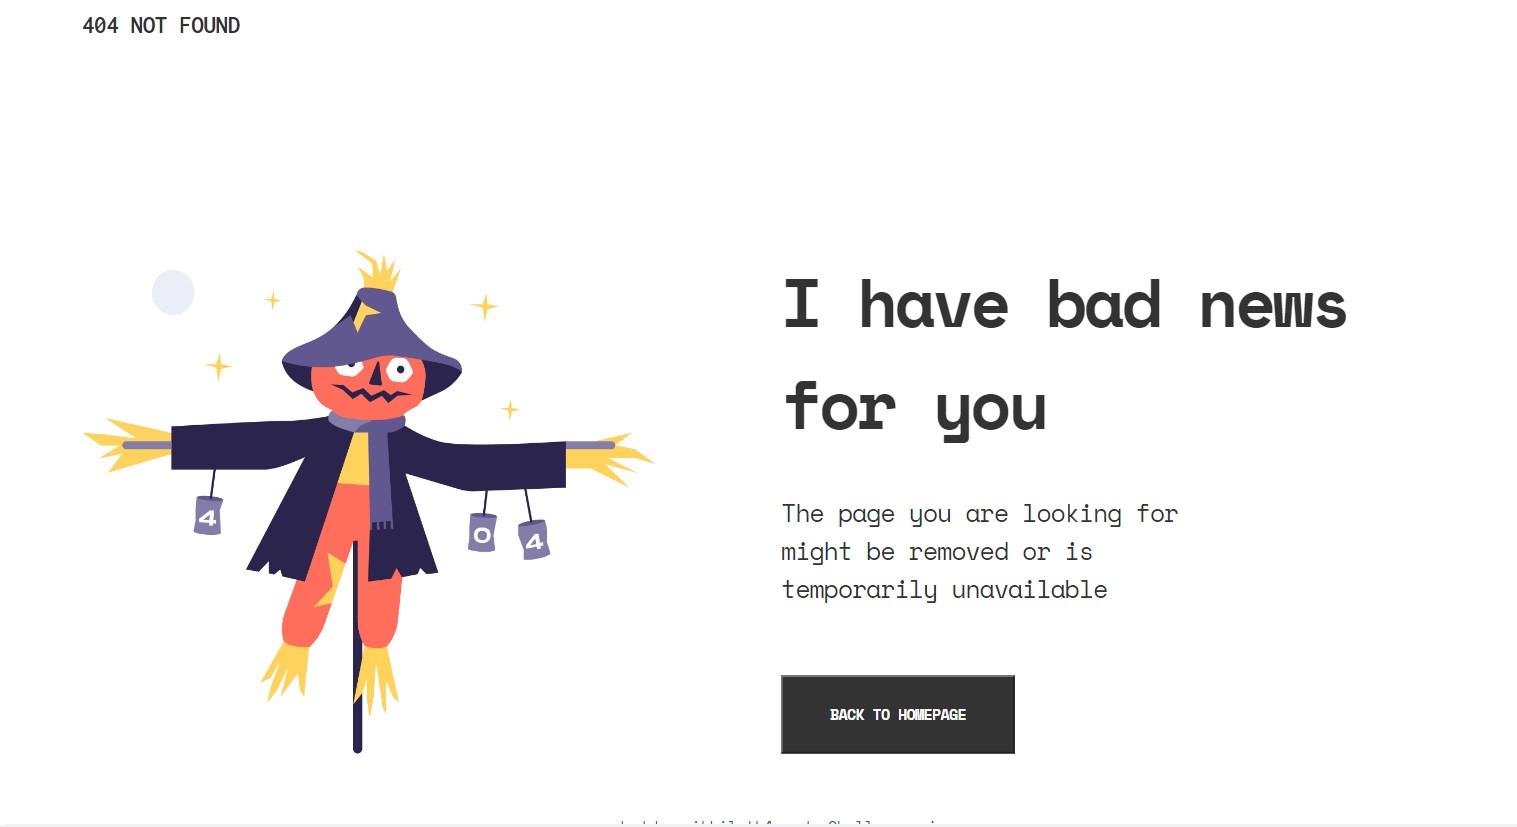 404 NOT FOUND
I have bad news
for you
4
0
4
The page you are looking for
might be removed or is
temporarily unavailable
BACK TO HOMEPAGE